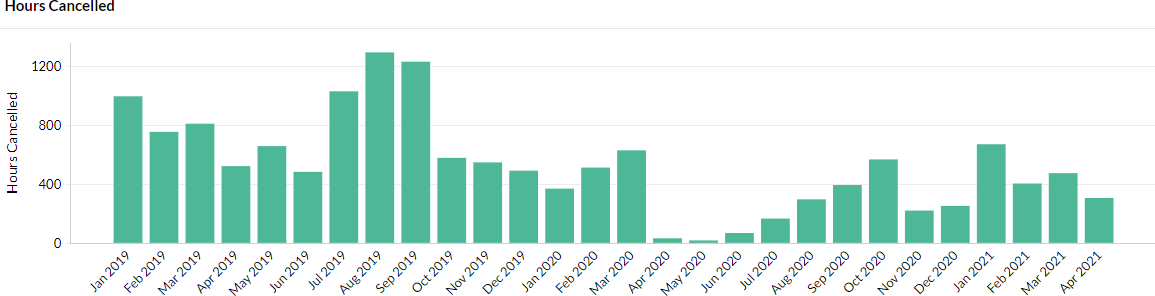 Hours Cancelled
Hours Cancelled
1200
800
400
0
Jan 2019
Feb 2019
Mar 2019
Apr 2019
May 2019
Jun 2019
Jul 2019
Aug 2019
Sep 2019
Oct 2019
Nov 2019
Dec 2019
Jan 2020
Feb 2020
Mar 2020
Apr 2020
May 2020
Jun 2020
Jul 2020
Aug 2020
Sep 2020
Oct 2020
Nov 2020
Dec 2020
Jan 2021
Feb 2021
Mar 2021
Apr 2021